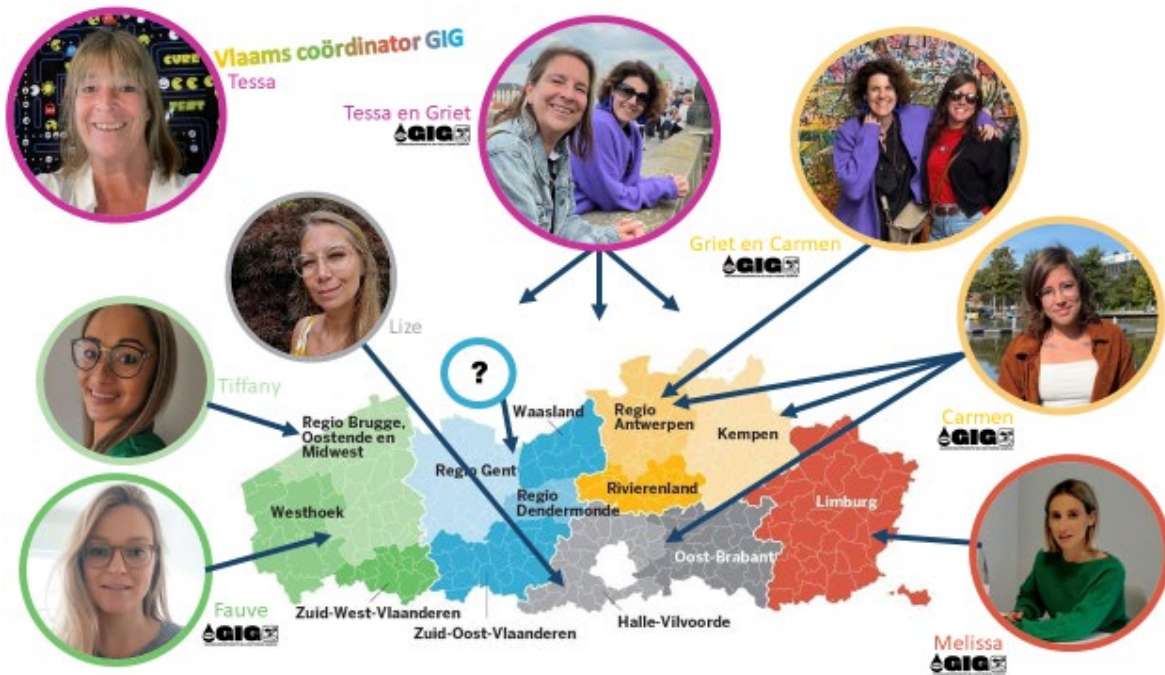 Vlaams coördinator GIG
Tessa
CURE
Tessa en Griet
GIG
Griet en Carmen
GIG
Lize
Tiffany
?
Carmen
GIG
Waasland
Regio
Antwerpen
Kempen
Regio Brugge,
Oostende en
Midwest
Regio Gent
Rivierenland
Limburg
Regio
Dendermonde
Westhoek
Oost-Brabant
Fauve
GIG
Zuid-West-Vlaanderen
Zuid-Oost-Vlaanderen
Halle-Vilvoorde
Melissa
GIG